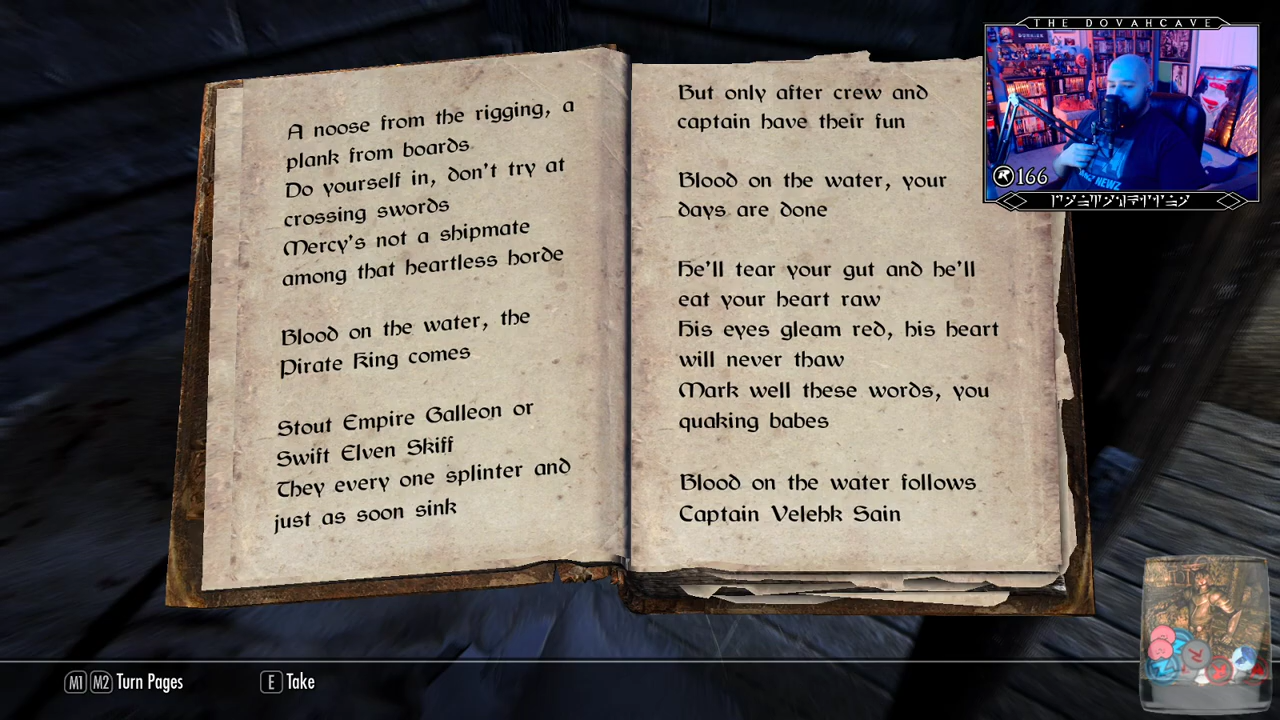 THE DOVAHCAVE
166
A noose from the rigging, a
plank from boards
Do yourself in, don't try at
crossing swords
Mercy's not a shipmate
among that heartless horde
Blood on the water, the
Pirate King comes
Stout Empire Galleon or
Swift Elven Skiff
They every one splinter and
just as soon sink
But only after crew and
captain have their fun
Blood on the water, your
days are done
He'll tear your gut and he'll
eat your heart raw
His eyes gleam red, his heart
will never thaw
Mark well these words, you
quaking babes
Blood on the water follows
Captain Velehk Sain
M1 M2 Turn Pages
E Take